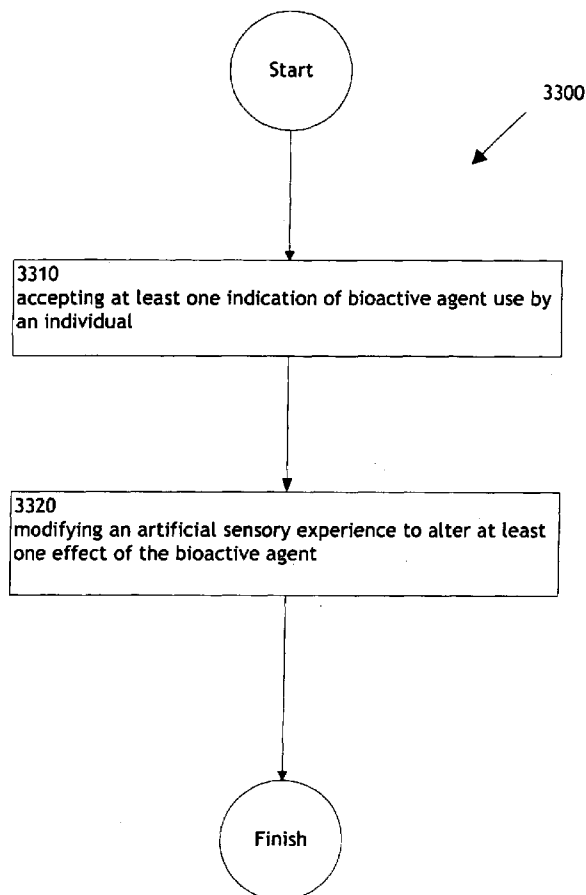 Start
3300
3310
accepting at least one indication of bioactive agent use by
an individual
3320
modifying an artificial sensory experience to alter at least
one effect of the bioactive agent
Finish